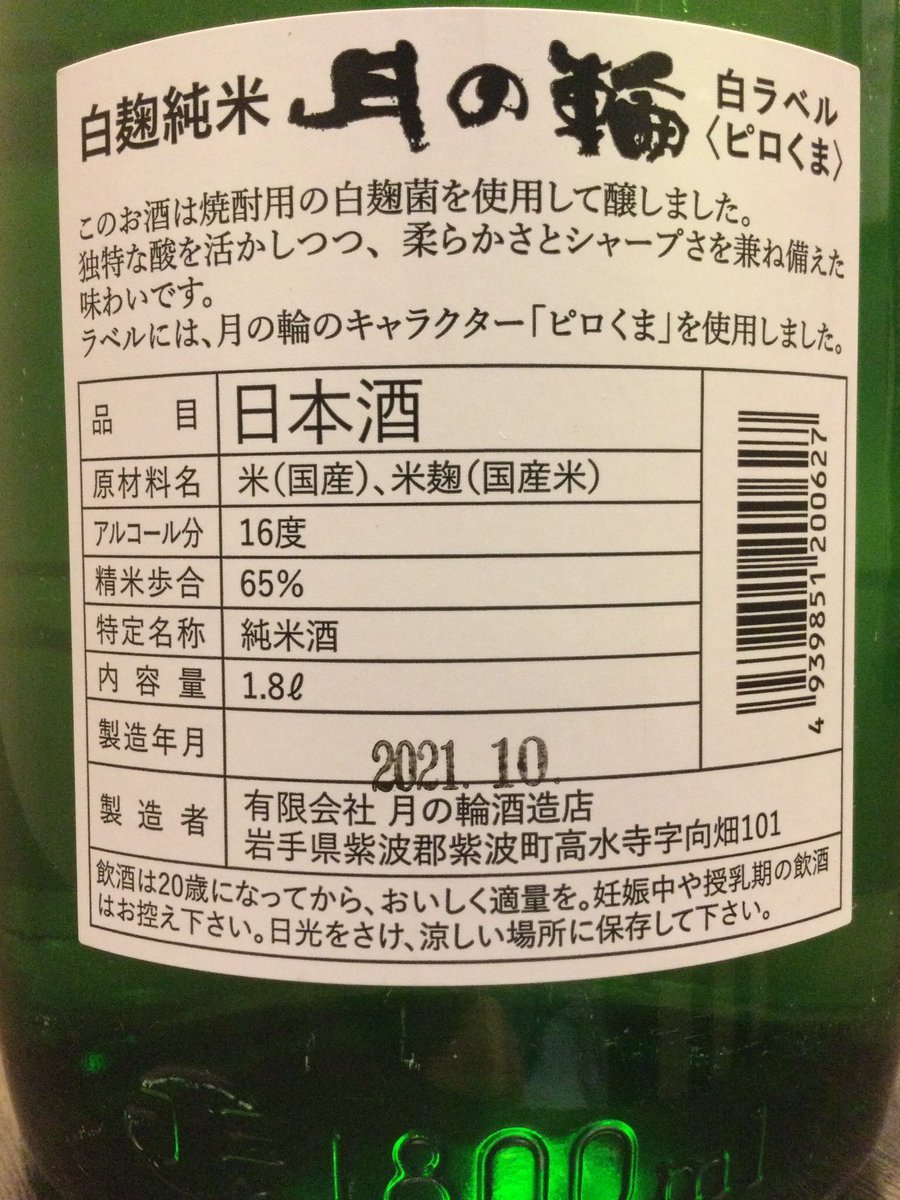 白麹純米 月の輪 白ラベル
〈ピロくま〉
このお酒は焼酎用の白麹菌を使用して醸しました。
独特な酸を活かしつつ、柔らかさとシャープさを兼ね備えた
味わいです。
ラベルには、月の輪のキャラクター「ピロくま」を使用しました。
品目 日本酒
原材料名 米(国産)、米麹(国産米)
アルコール分 16度
精米歩合 65%
特定名称 純米酒
内容量 1.8ℓ
製造年月 2021.10.
製造者 有限会社 月の輪酒造店
岩手県紫波郡紫波町高水寺字向畑101
4 939851 200627
飲酒は20歳になってから、おいしく適量を。妊娠中や授乳期の飲酒
はお控え下さい。日光をさけ、涼しい場所に保存して下さい。
1.800ml